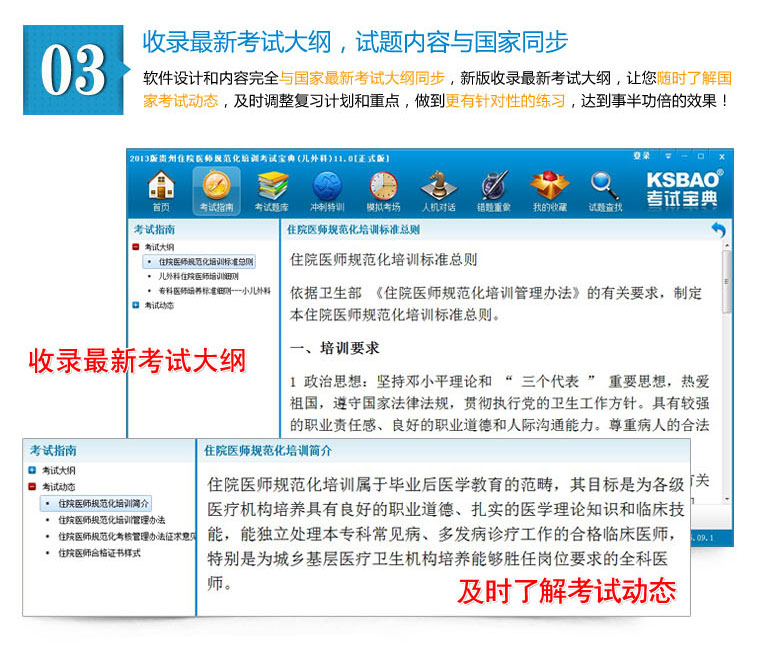 03
收录最新考试大纲，试题内容与国家同步
软件设计和内容完全与国家最新考试大纲同步，新版收录最新考试大纲，让您随时了解国
家考试动态，及时调整复习计划和重点，做到更有针对性的练习，达到事半功倍的效果！
2013版贵州住院医师规范化培训考试宝典(儿外科)11.0[正式版]
登录
首页 考试指南 考试题库 冲刺特训 模拟考场 人机对话 错题重做 我的收藏 试题查找
KSBAO®
考试宝典
考试指南
考试大纲
住院医师规范化培训标准总则
儿外科住院医师培训细则
专科医师培养标准细则---小儿外科
考试动态
住院医师规范化培训标准总则
住院医师规范化培训标准总则
依据卫生部 《住院医师规范化培训管理办法》的有关要求，制定
本住院医师规范化培训标准总则。
一、培训要求
1 政治思想：坚持邓小平理论和 “ 三个代表 ” 重要思想，热爱
祖国，遵守国家法律法规，贯彻执行党的卫生工作方针。具有较强
的职业责任感、良好的职业道德和人际沟通能力。尊重病人的合法
关
.09.1
收录最新考试大纲
考试指南
考试大纲
考试动态
住院医师规范化培训简介
住院医师规范化培训管理办法
住院医师规范化考核管理办法征求意见
住院医师合格证书样式
住院医师规范化培训简介
住院医师规范化培训属于毕业后医学教育的范畴，其目标是为各级
医疗机构培养具有良好的职业道德、扎实的医学理论知识和临床技
能，能独立处理本专科常见病、多发病诊疗工作的合格临床医师，
特别是为城乡基层医疗卫生机构培养能够胜任岗位要求的全科医
师。
及时了解考试动态